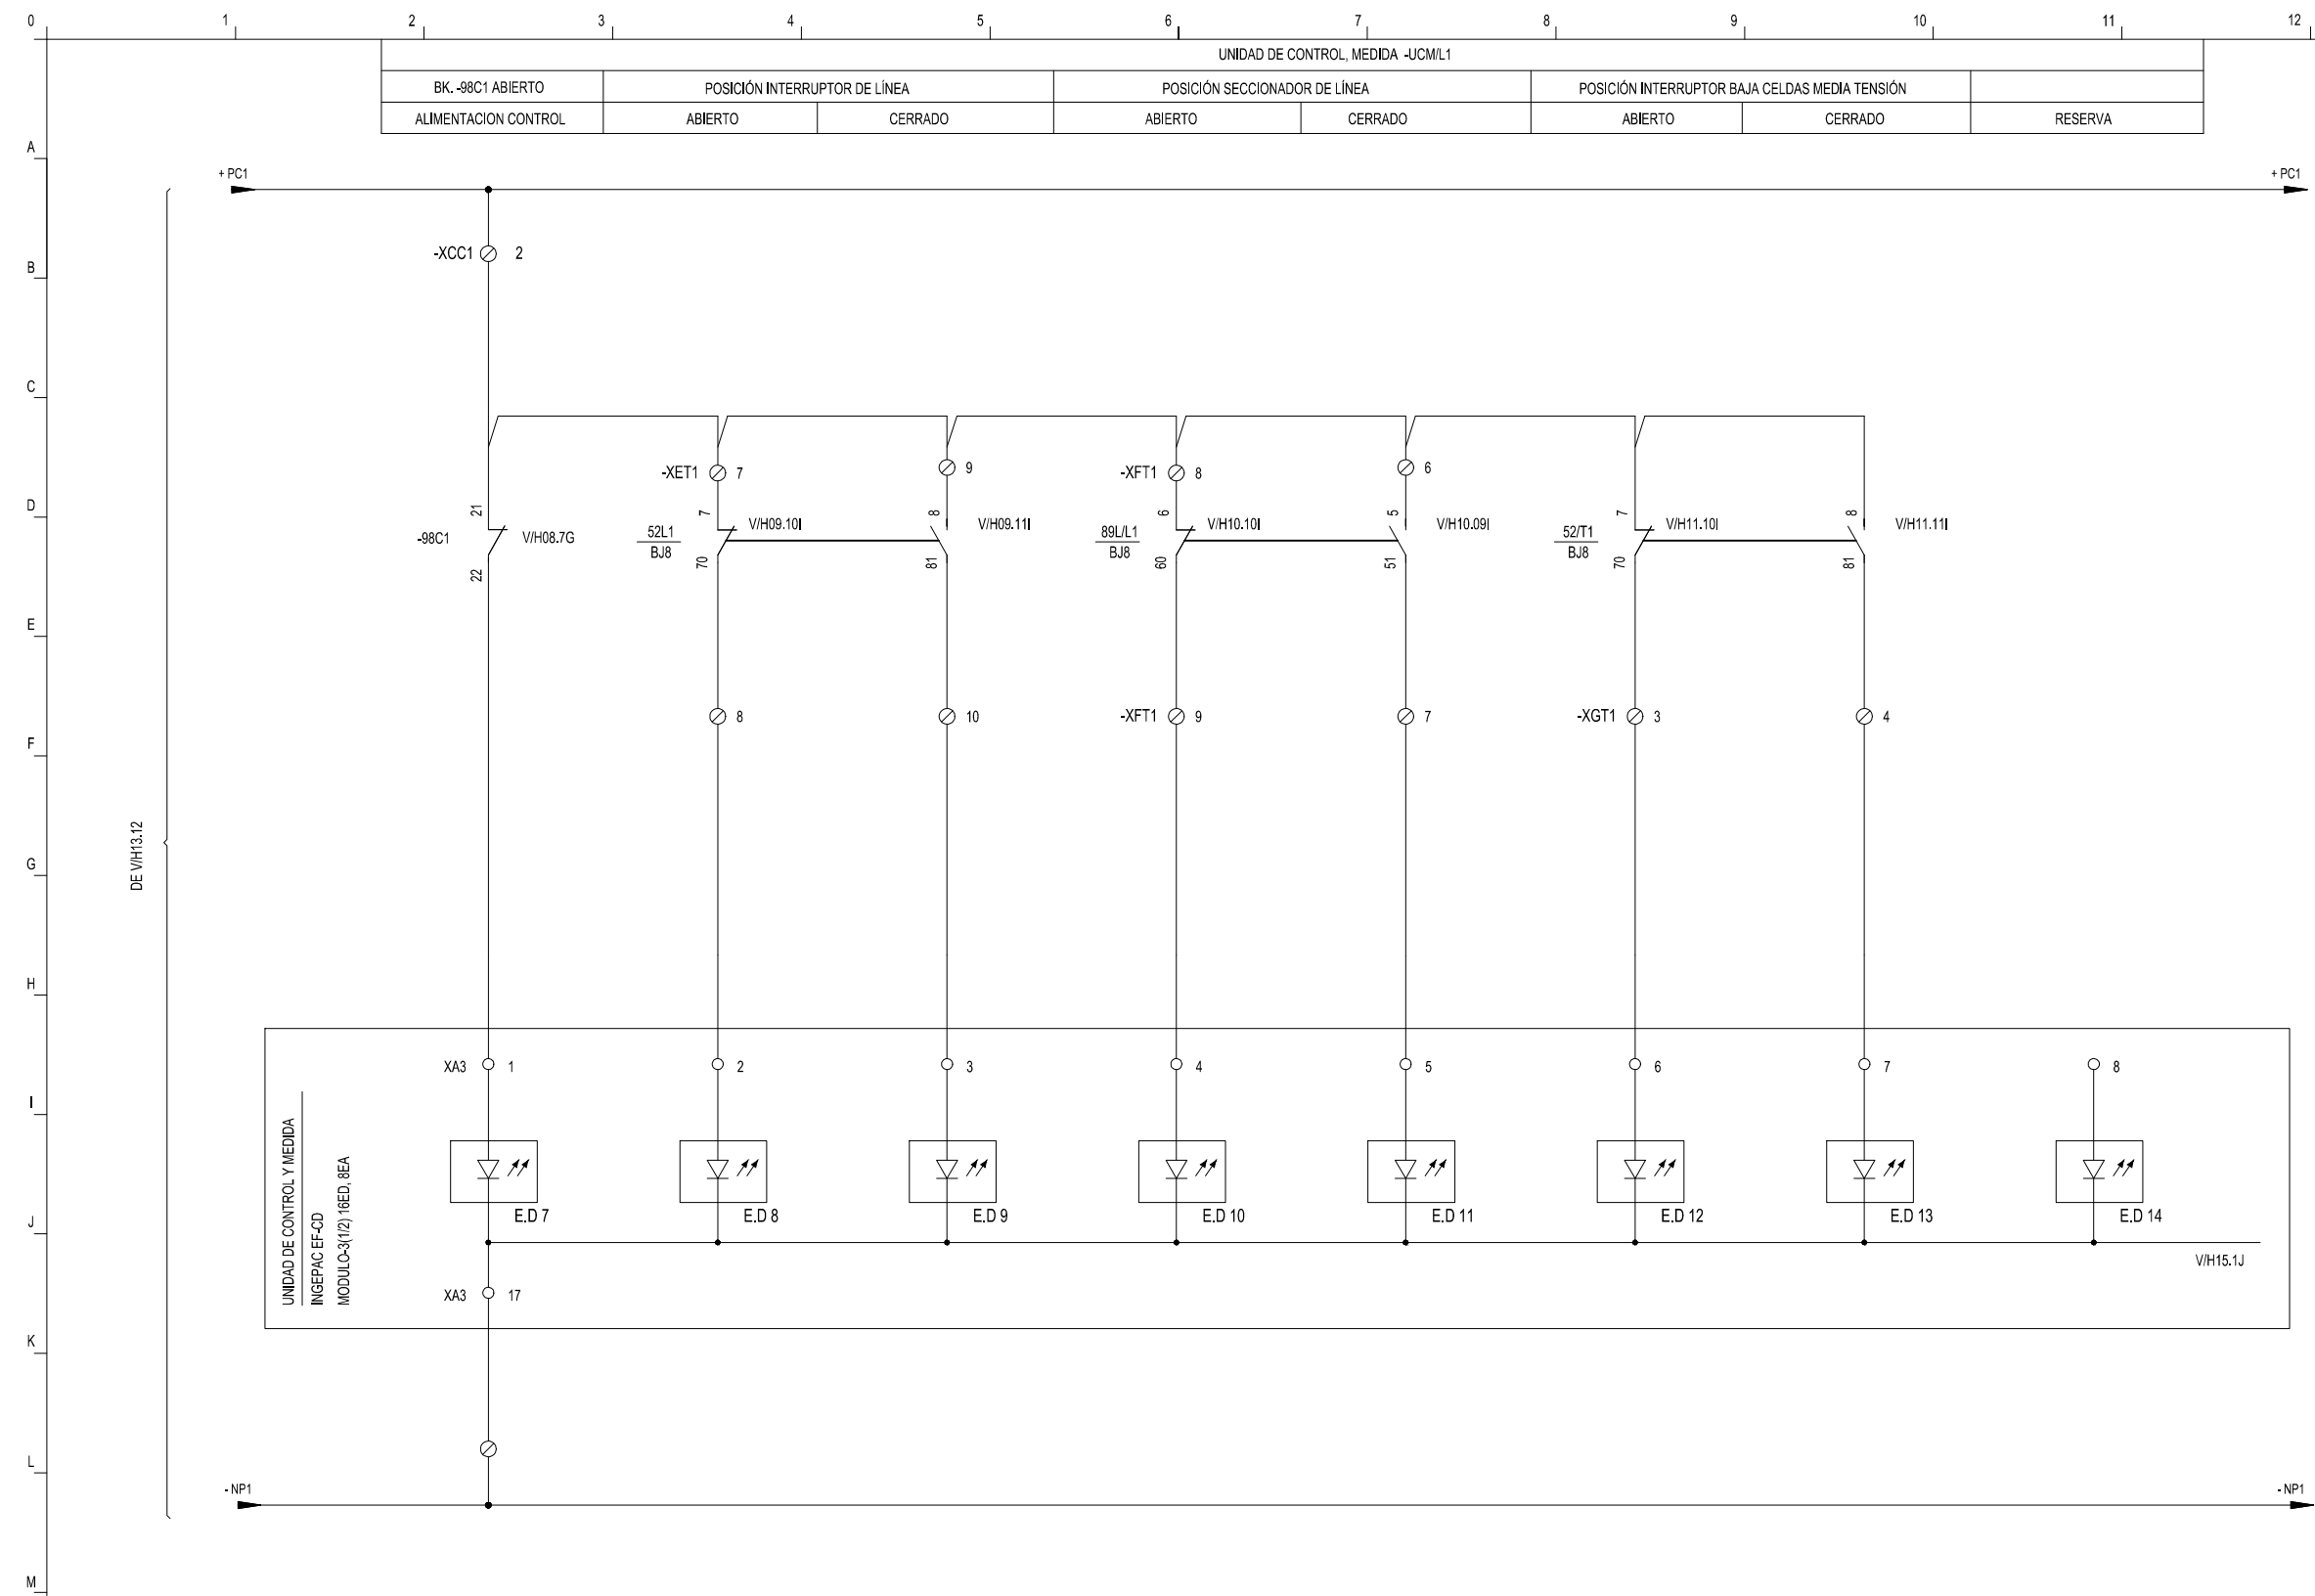 0 1 2 3 4 5 6 7 8 9 10 11 12
UNIDAD DE CONTROL, MEDIDA -UCM/L1
BK. -98C1 ABIERTO POSICIÓN INTERRUPTOR DE LÍNEA POSICIÓN SECCIONADOR DE LÍNEA POSICIÓN INTERRUPTOR BAJA CELDAS MEDIA TENSIÓN
ALIMENTACION CONTROL ABIERTO CERRADO ABIERTO CERRADO ABIERTO CERRADO RESERVA
A
+ PC1 + PC1
-XCC1 2
B
C
-XET1 7 9 -XFT1 8 6
D
21 7 8 6 5 7 8
-98C1 V/H08.7G 52L1 V/H09.10I V/H09.11I 89L/L1 V/H10.10I V/H10.09I 52/T1 V/H11.10I V/H11.11I
BJ8 BJ8 BJ8
22 70 81 60 51 70 81
E
8 10 -XFT1 9 7 -XGT1 3 4
F
DE V/H13.12
G
H
XA3 1 2 3 4 5 6 7 8
I
UNIDAD DE CONTROL Y MEDIDA
INGEPAC EF-CD
MODULO-3(1/2) 16ED, 8EA
E.D 7 E.D 8 E.D 9 E.D 10 E.D 11 E.D 12 E.D 13 E.D 14
J
V/H15.1J
XA3 17
K
L
- NP1 - NP1
M